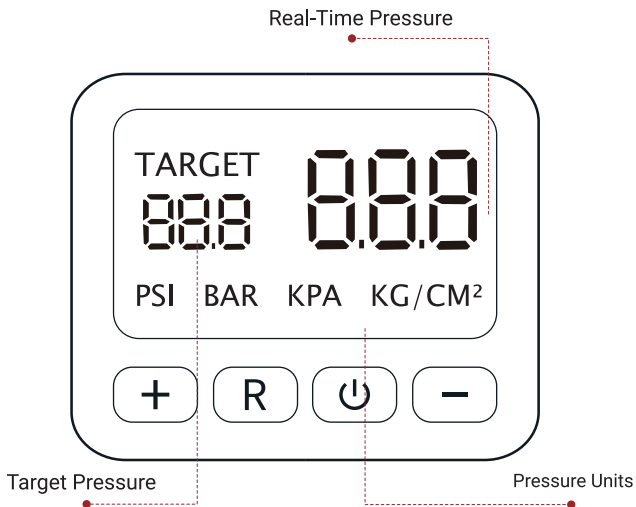 Real-Time Pressure
TARGET
8.8.8
88.8
PSI BAR KPA KG/CM²
+ R −
Target Pressure
Pressure Units